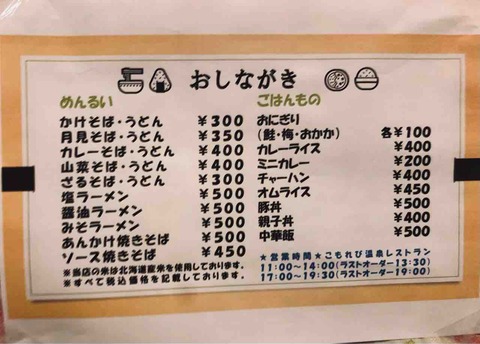 おしながき
めんるい
かけそば・うどん ¥300
月見そば・うどん ¥350
カレーそば・うどん ¥400
山菜そば・うどん ¥400
ざるそば・うどん ¥300
塩ラーメン ¥500
醤油ラーメン ¥500
みそラーメン ¥500
あんかけ焼きそば ¥500
ソース焼きそば ¥450
※当店の米は北海道産米を使用しております。
※すべて税込価格を記載しております。
ごはんもの
おにぎり
(鮭・梅・おかか) 各¥100
カレーライス ¥400
ミニカレー ¥200
チャーハン ¥400
オムライス ¥450
豚丼 ¥500
親子丼 ¥400
中華飯 ¥500
★営業時間★こもれび温泉レストラン
11:00~14:00(ラストオーダー13:30)
17:00~19:30(ラストオーダー19:00)